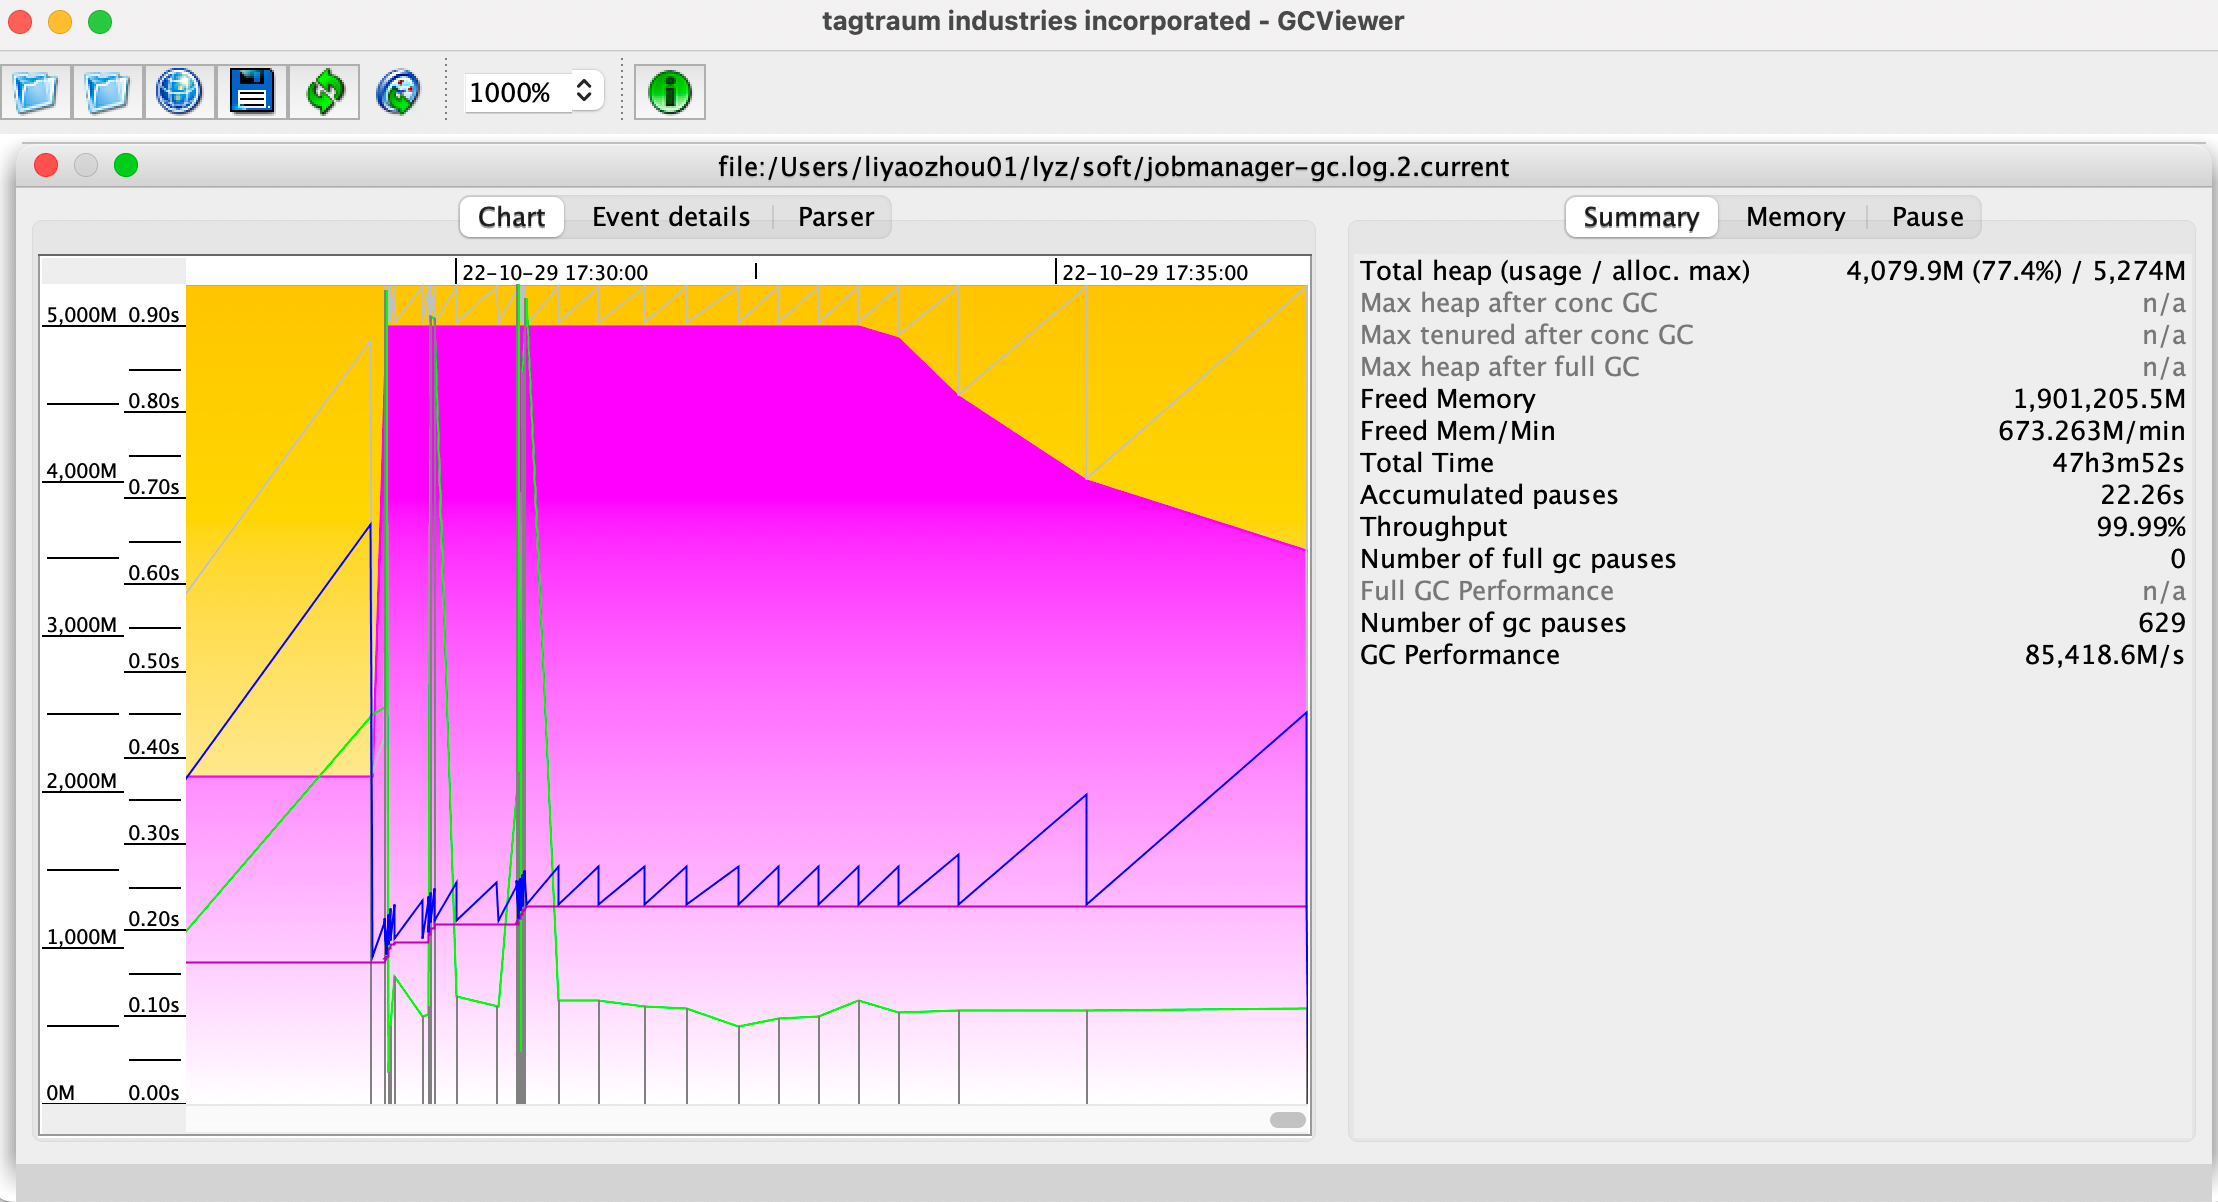 tagtraum industries incorporated - GCViewer
1000%
file:/Users/liyaozhou01/lyz/soft/jobmanager-gc.log.2.current
Chart Event details Parser
22-10-29 17:30:00 22-10-29 17:35:00
5,000M 0.90s
0.80s
4,000M 0.70s
0.60s
3,000M 0.50s
0.40s
2,000M 0.30s
0.20s
1,000M 0.10s
0M 0.00s
Summary Memory Pause
Total heap (usage / alloc. max) 4,079.9M (77.4%) / 5,274M
Max heap after conc GC n/a
Max tenured after conc GC n/a
Max heap after full GC n/a
Freed Memory 1,901,205.5M
Freed Mem/Min 673.263M/min
Total Time 47h3m52s
Accumulated pauses 22.26s
Throughput 99.99%
Number of full gc pauses 0
Full GC Performance n/a
Number of gc pauses 629
GC Performance 85,418.6M/s